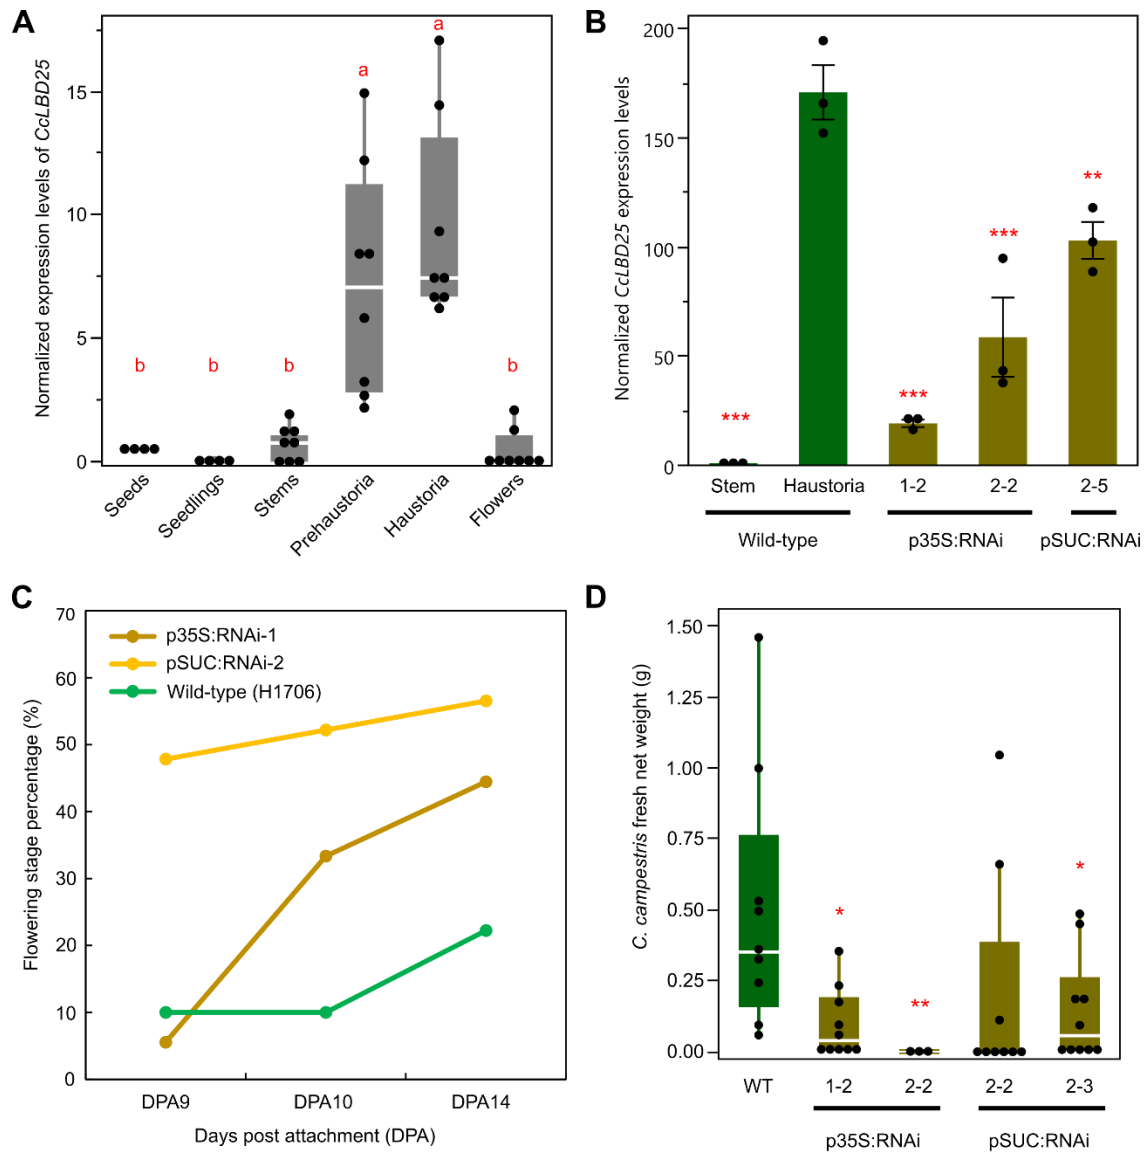 A
Normalized expression levels of CcLBD25
15
10
5
0
a
a
b
b
b
b
Seeds
Seedlings
Stems
Prehaustoria
Haustoria
Flowers
B
Normalized CcLBD25 expression levels
200
150
100
50
0
***
***
***
**
Stem
Haustoria
1-2
2-2
2-5
Wild-type
p35S:RNAi
pSUC:RNAi
C
Flowering stage percentage (%)
70
60
50
40
30
20
10
0
p35S:RNAi-1
pSUC:RNAi-2
Wild-type (H1706)
DPA9
DPA10
DPA14
Days post attachment (DPA)
D
C. campestris fresh net weight (g)
1.50
1.25
1.00
0.75
0.50
0.25
0.00
*
**
*
WT
1-2
2-2
2-2
2-3
p35S:RNAi
pSUC:RNAi